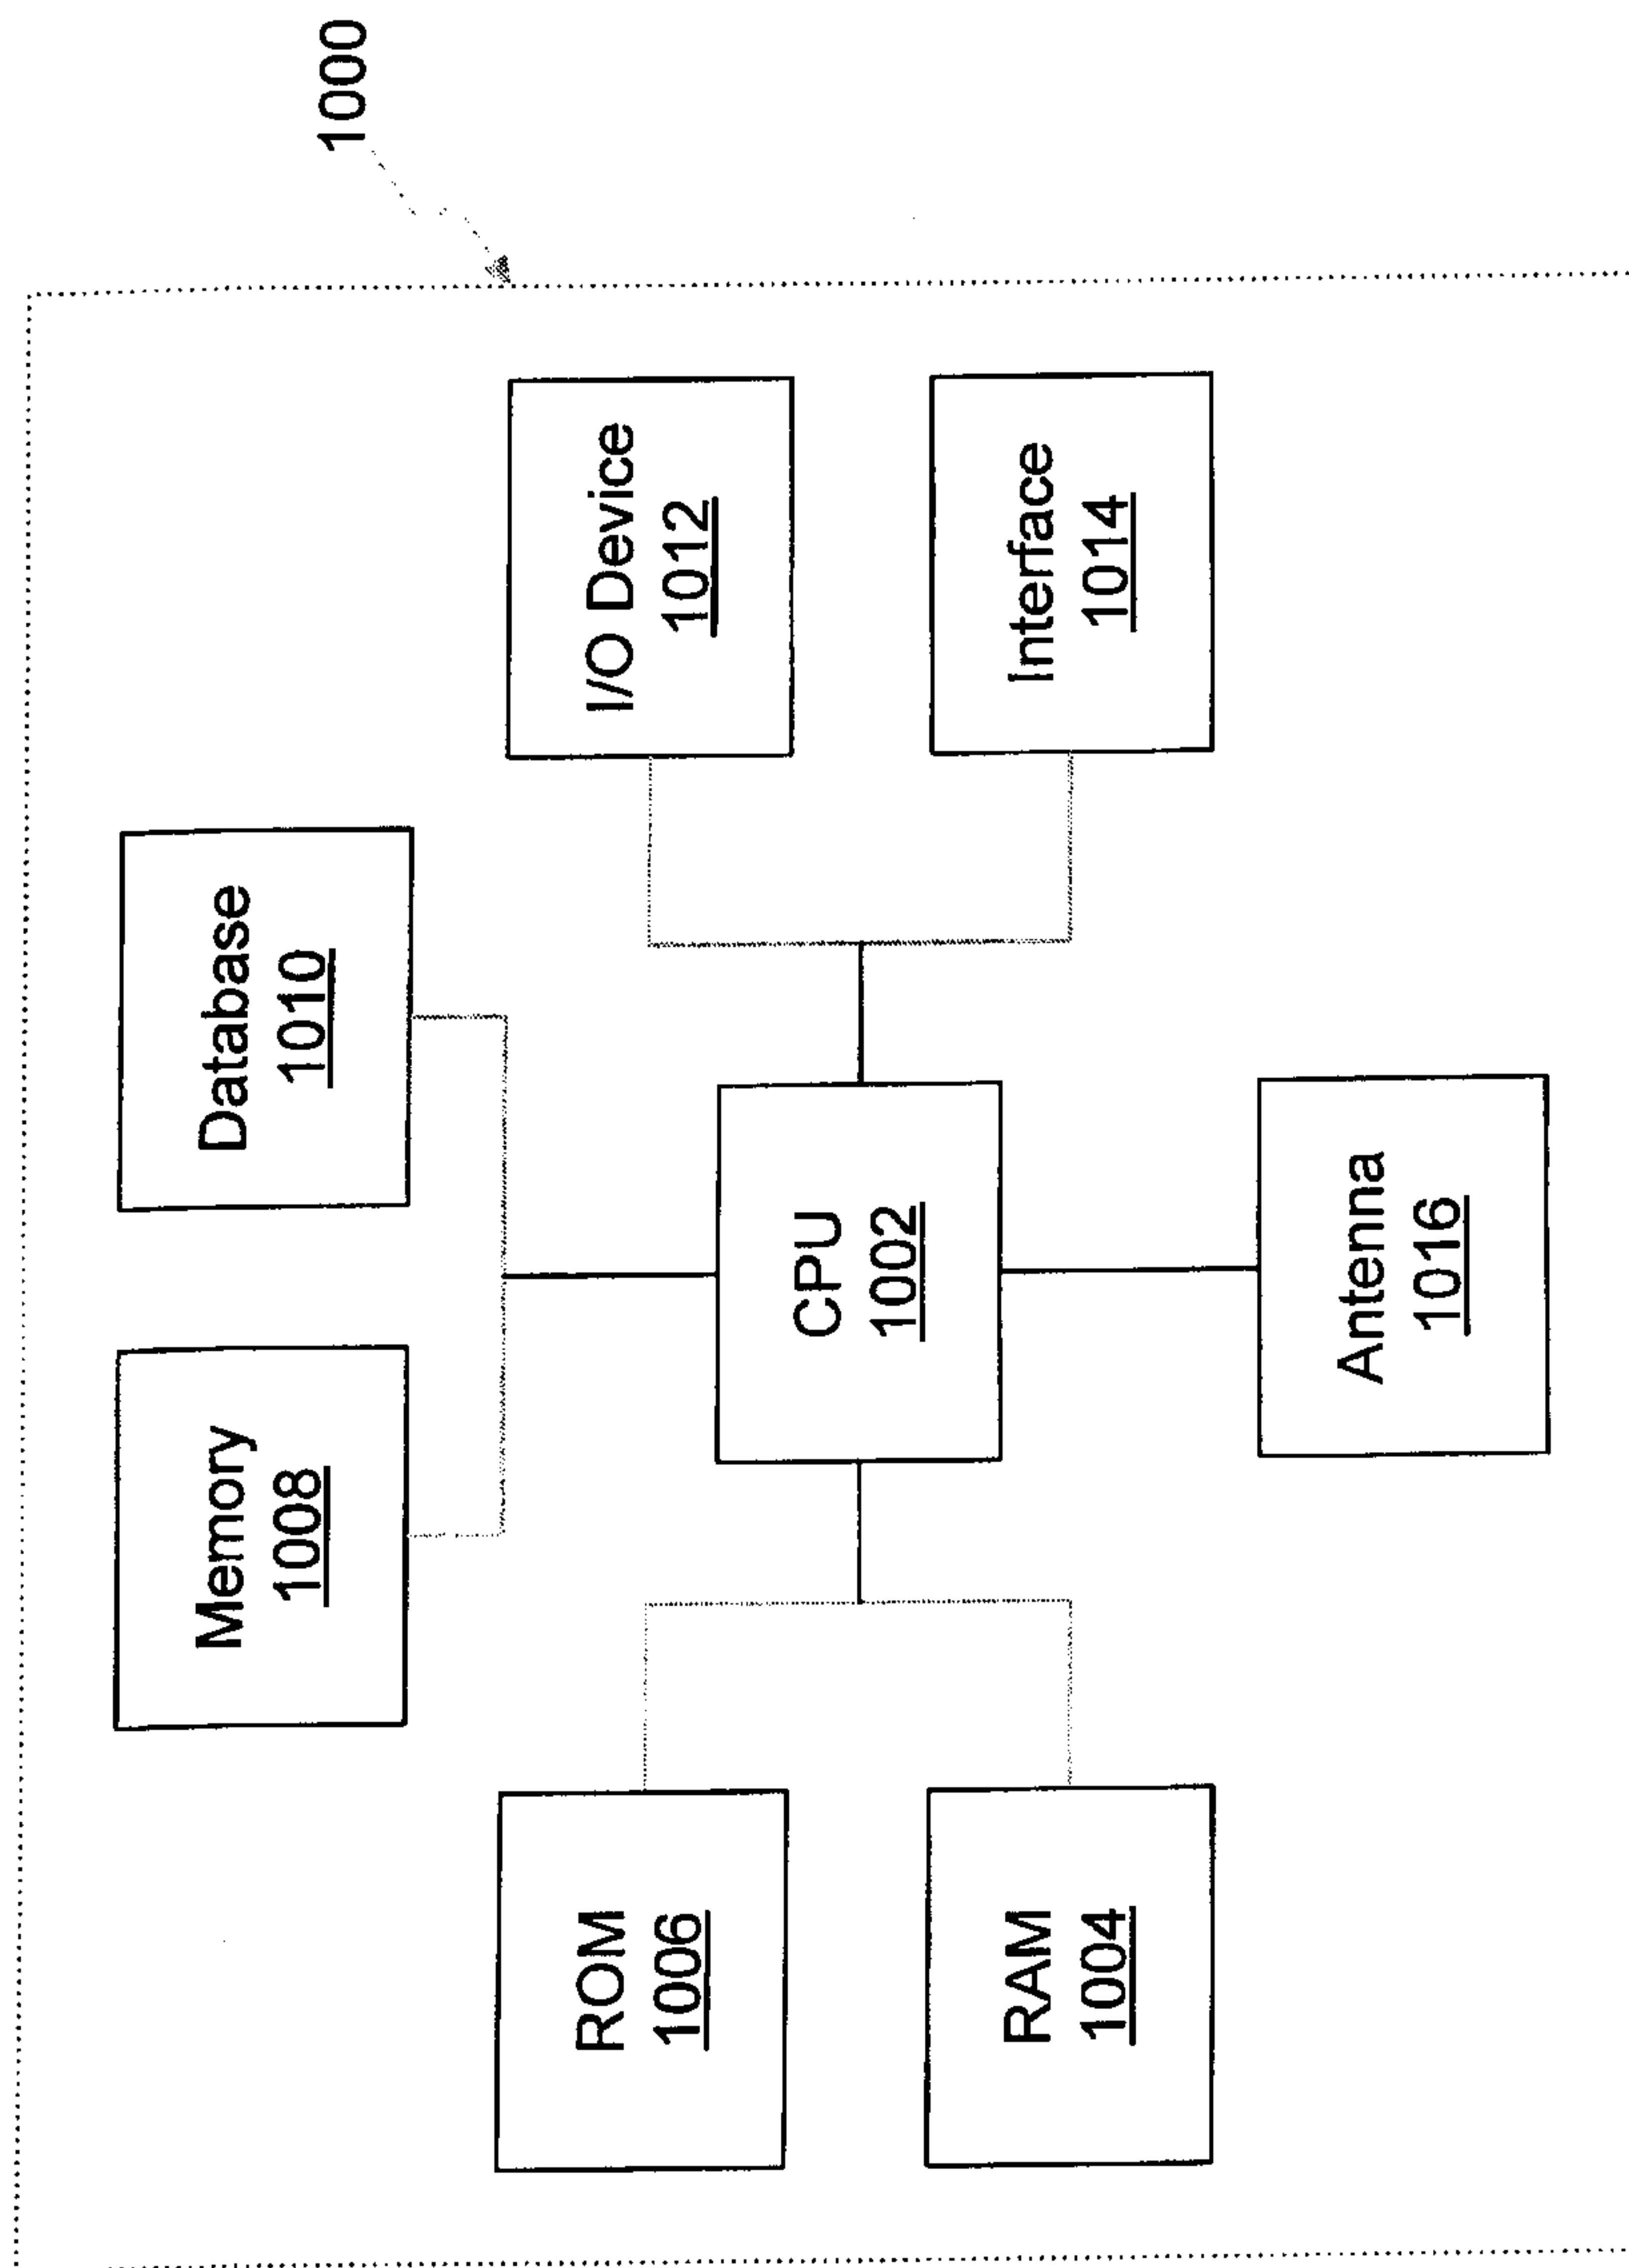 1000
Memory
1008
Database
1010
ROM
1006
I/O Device
1012
CPU
1002
RAM
1004
Interface
1014
Antenna
1016